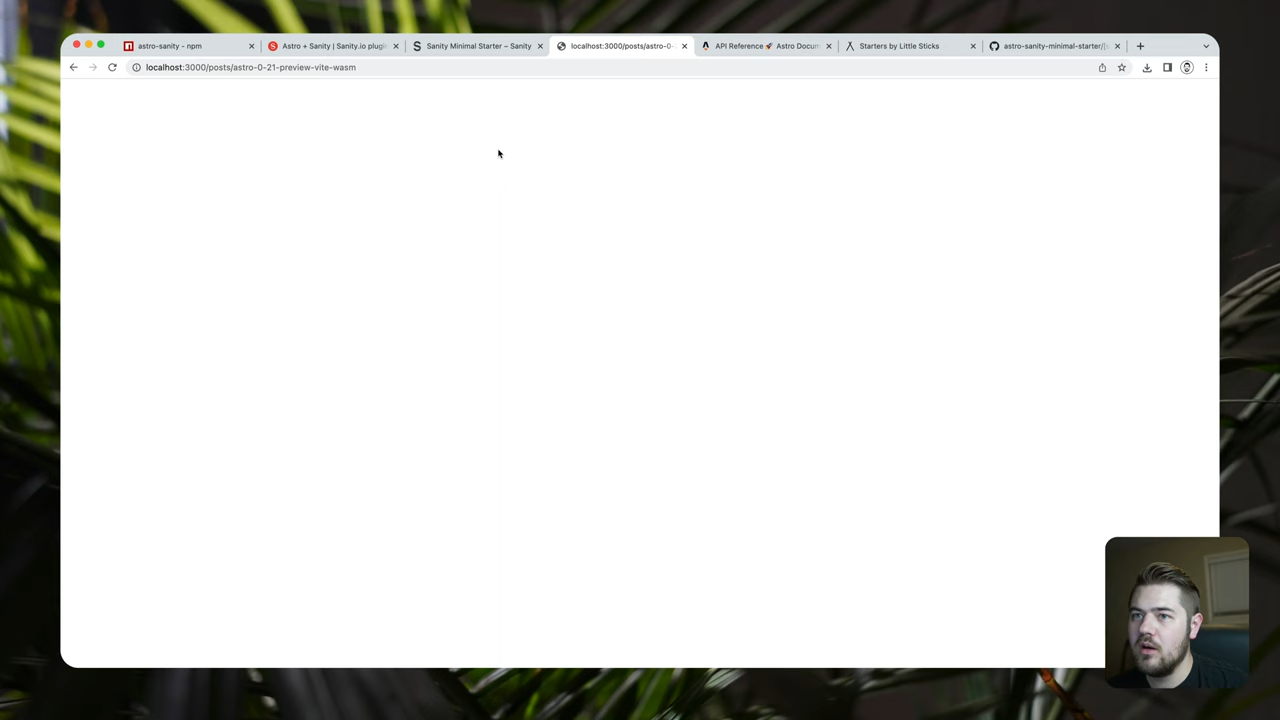 astro-sanity - npm
Astro + Sanity | Sanity.io plugi
Sanity Minimal Starter – Sanity
localhost:3000/posts/astro-0-
API Reference 🚀 Astro Docum
Starters by Little Sticks
astro-sanity-minimal-starter/[s
localhost:3000/posts/astro-0-21-preview-vite-wasm